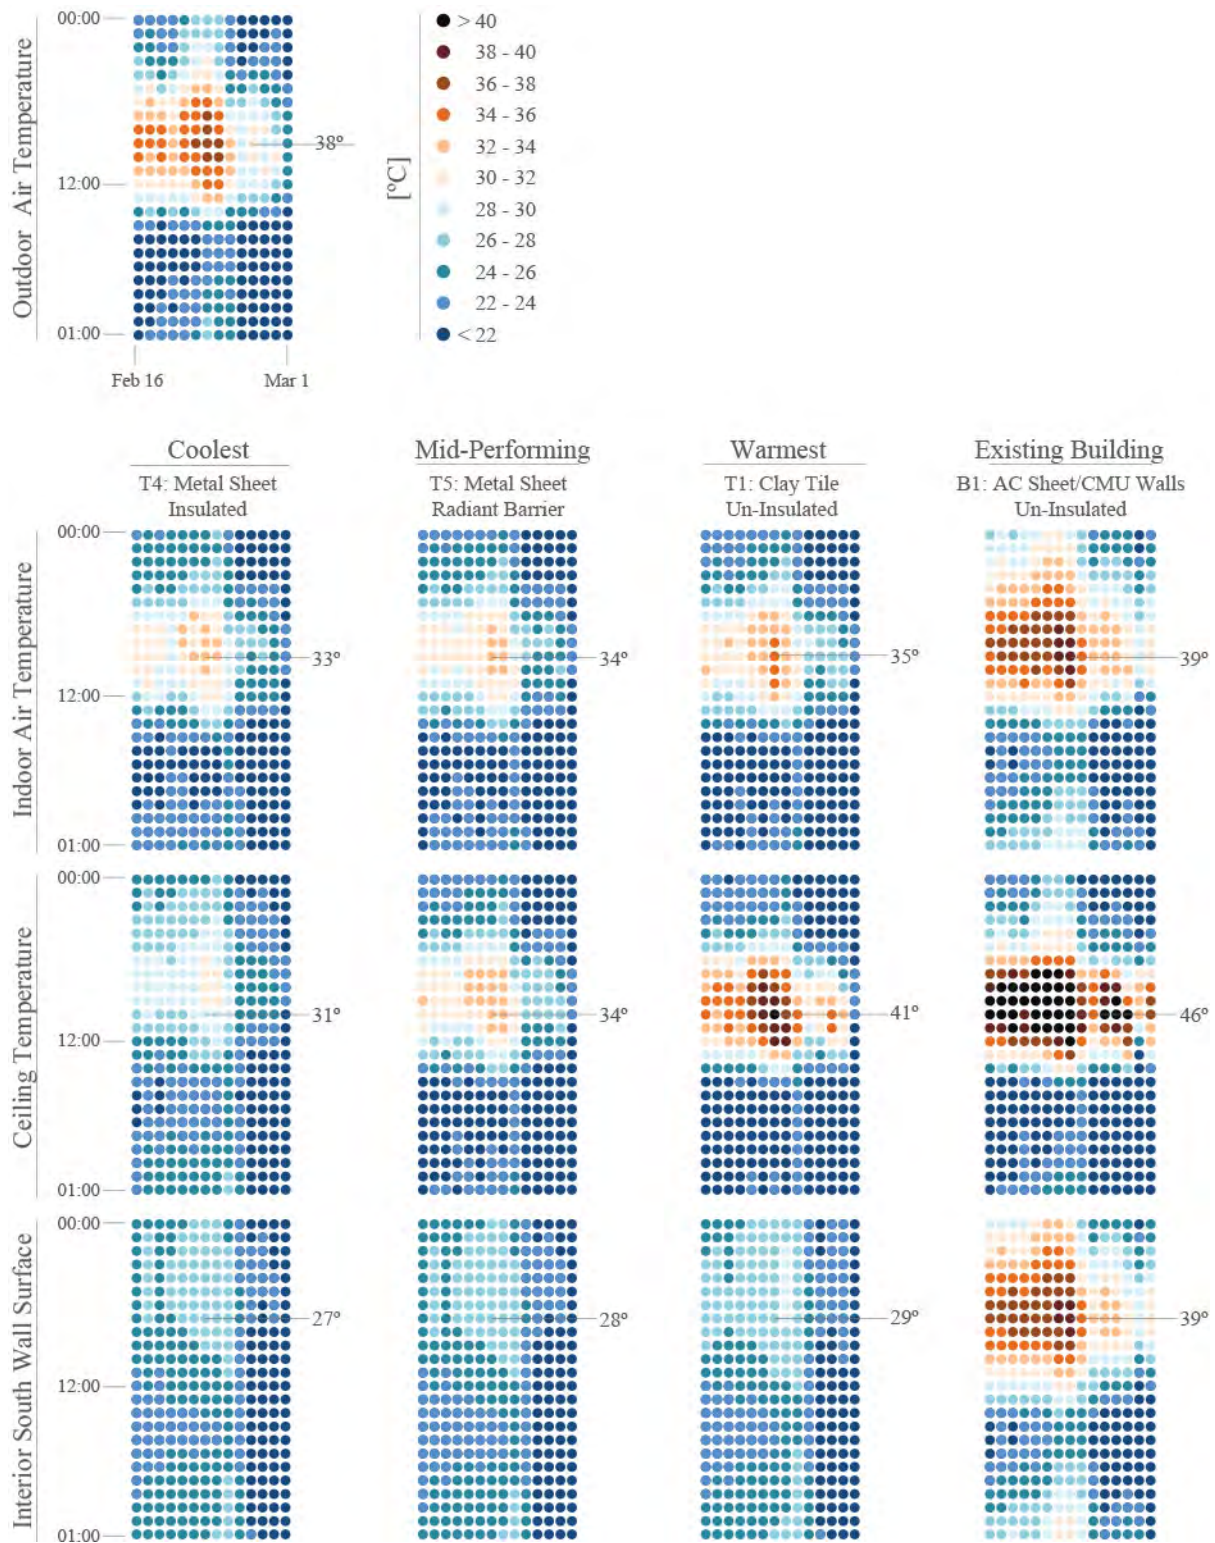 Outdoor Air Temperature
00:00
12:00
01:00
38º
Feb 16
Mar 1
[ºC]
> 40
38 - 40
36 - 38
34 - 36
32 - 34
30 - 32
28 - 30
26 - 28
24 - 26
22 - 24
< 22
Coolest
T4: Metal Sheet
Insulated
Mid-Performing
T5: Metal Sheet
Radiant Barrier
Warmest
T1: Clay Tile
Un-Insulated
Existing Building
B1: AC Sheet/CMU Walls
Un-Insulated
Indoor Air Temperature
00:00
12:00
01:00
33º
34º
35º
39º
Ceiling Temperature
00:00
12:00
01:00
31º
34º
41º
46º
Interior South Wall Surface
00:00
12:00
01:00
27º
28º
29º
39º